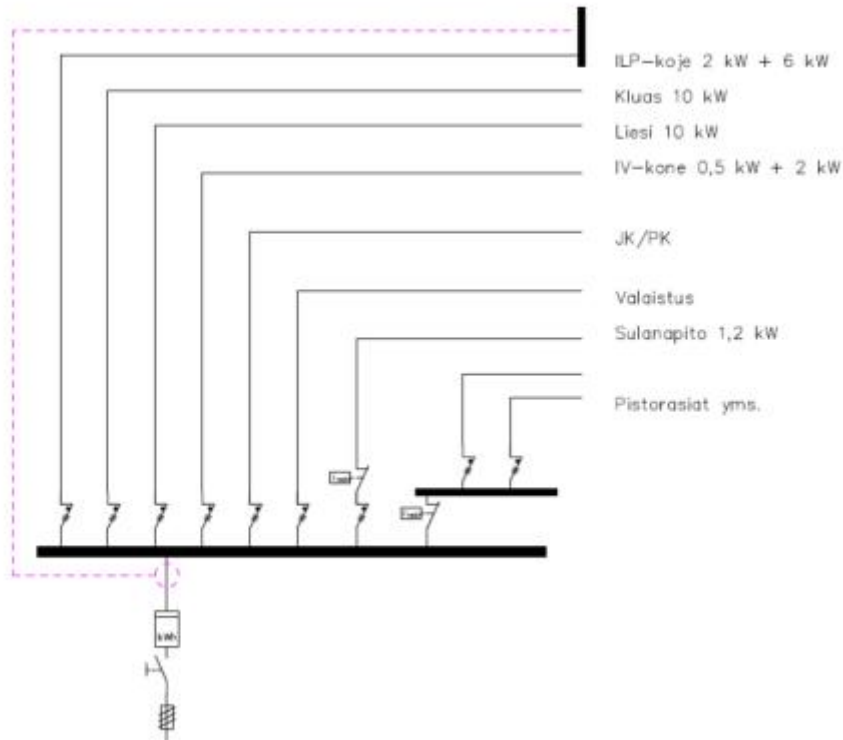 ILP-koje 2 kW + 6 kW
Kiuas 10 kW
Liesi 10 kW
IV-kone 0,5 kW + 2 kW
JK/PK
Valaistus
Sulanapito 1,2 kW
Pistorasiat yms.
kWh